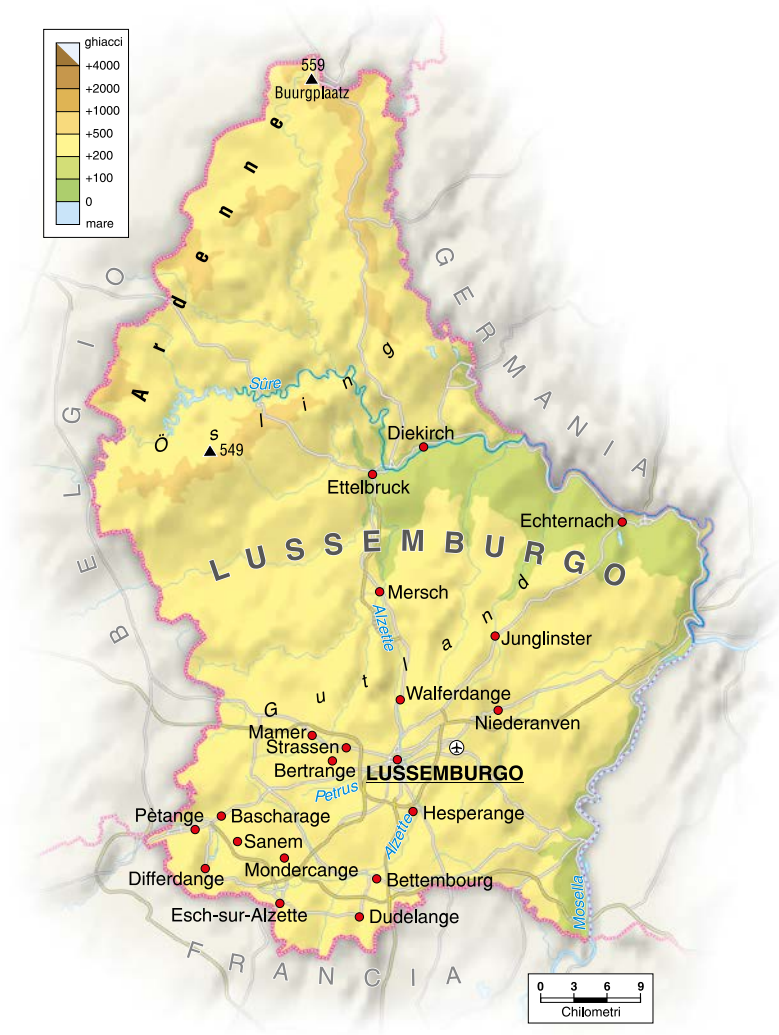 ghiacci
+4000
+2000
+1000
+500
+200
+100
0
mare
559
Buurgplaatz
Ardenne
BELGIO
GERMANIA
Sûre
Ösling
549
Diekirch
Ettelbruck
Echternach
LUSSEMBURGO
Mersch
Alzette
Junglinster
Gutland
Walferdange
Niederanven
Mamer
Strassen
Bertrange
LUSSEMBURGO
Petrus
Pètange
Bascharage
Hesperange
Sanem
Alzette
Mondercange
Differdange
Bettembourg
Esch-sur-Alzette
Dudelange
Mosella
FRANCIA
0 3 6 9
Chilometri